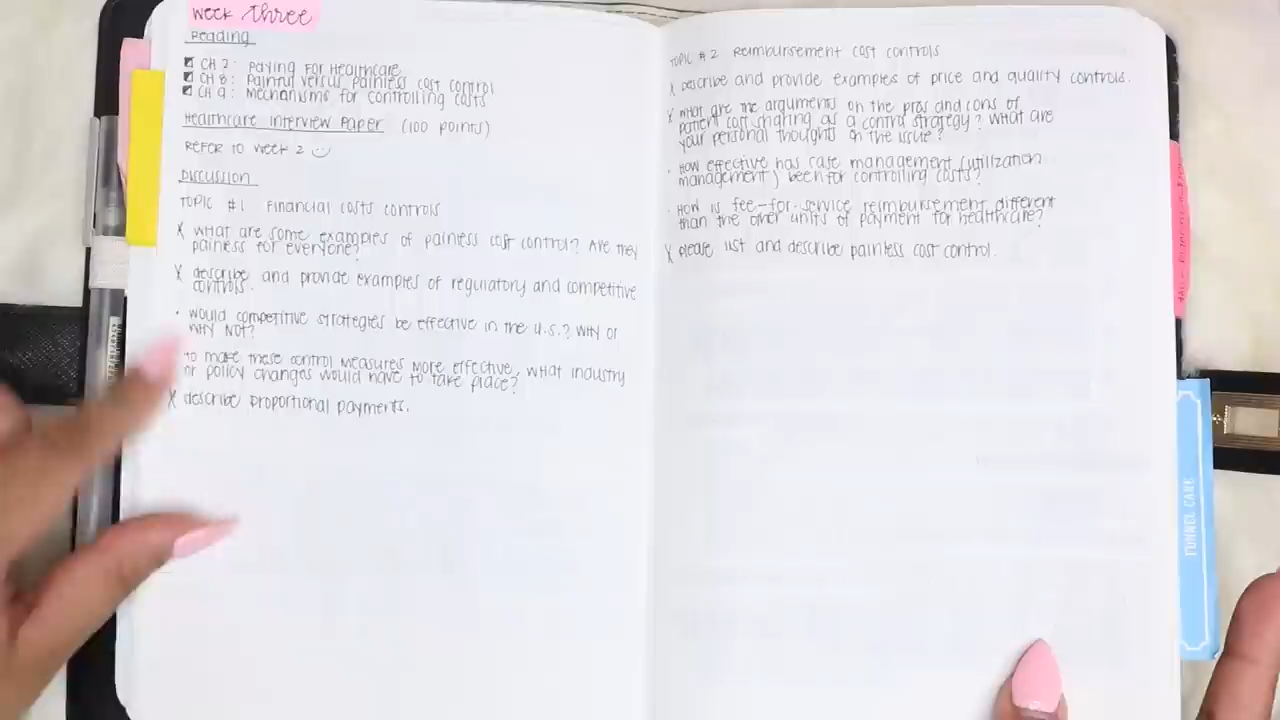 Week Three
Reading
CH 2: Paying For Healthcare
CH 8: Painful versus painless cost control
CH 9: mechanisms for controlling costs
Healthcare Interview Paper (100 points)
Refer to week 2
Discussion
TOPIC #1 Financial costs controls
X what are some examples of painless cost control? Are they
painless for everyone?
X describe and provide examples of regulatory and competitive
controls.
• would competitive strategies be effective in the U.S.? Why or
why not?
to make these control measures more effective, what industry
or policy changes would have to take place?
X describe proportional payments.
TOPIC #2 Reimbursement cost controls
X describe and provide examples of price and quality controls.
X what are the arguments on the pros and cons of
patient cost sharing as a control strategy? What are
your personal thoughts on the issue?
• How effective has case management (utilization
management) been for controlling costs?
• How is fee-for-service reimbursement different
than the other units of payment for healthcare?
X please list and describe painless cost control.
FUNNEL CAKE